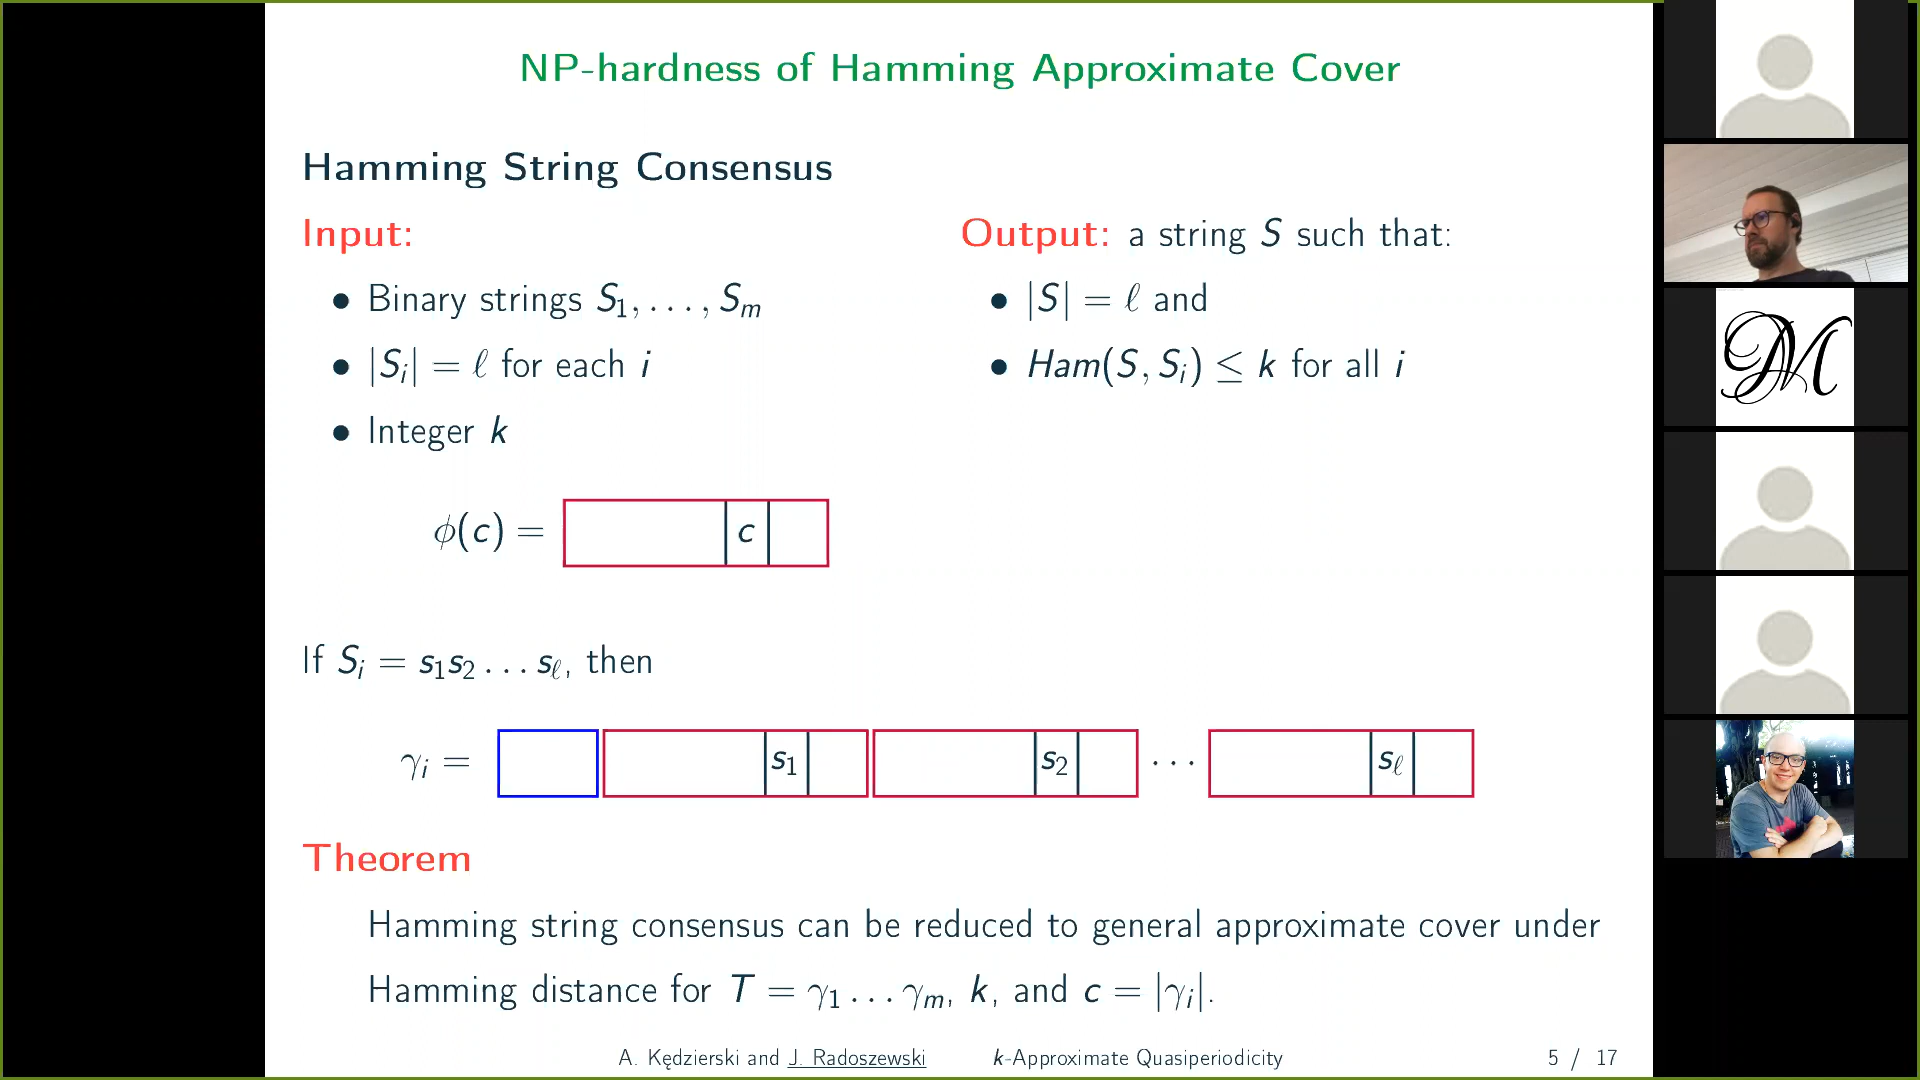 NP-hardness of Hamming Approximate Cover
Hamming String Consensus
Input:
• Binary strings S₁, . . . , Sₘ
• |Sᵢ| = ℓ for each i
• Integer k
Output: a string S such that:
• |S| = ℓ and
• Ham(S, Sᵢ) ≤ k for all i
ϕ(c) = c
If Sᵢ = s₁s₂ . . . s_ℓ, then
γᵢ = s₁ s₂ · · · s_ℓ
Theorem
Hamming string consensus can be reduced to general approximate cover under
Hamming distance for T = γ₁ . . . γₘ, k, and c = |γᵢ|.
A. Kędzierski and J. Radoszewski k-Approximate Quasiperiodicity 5 / 17
M